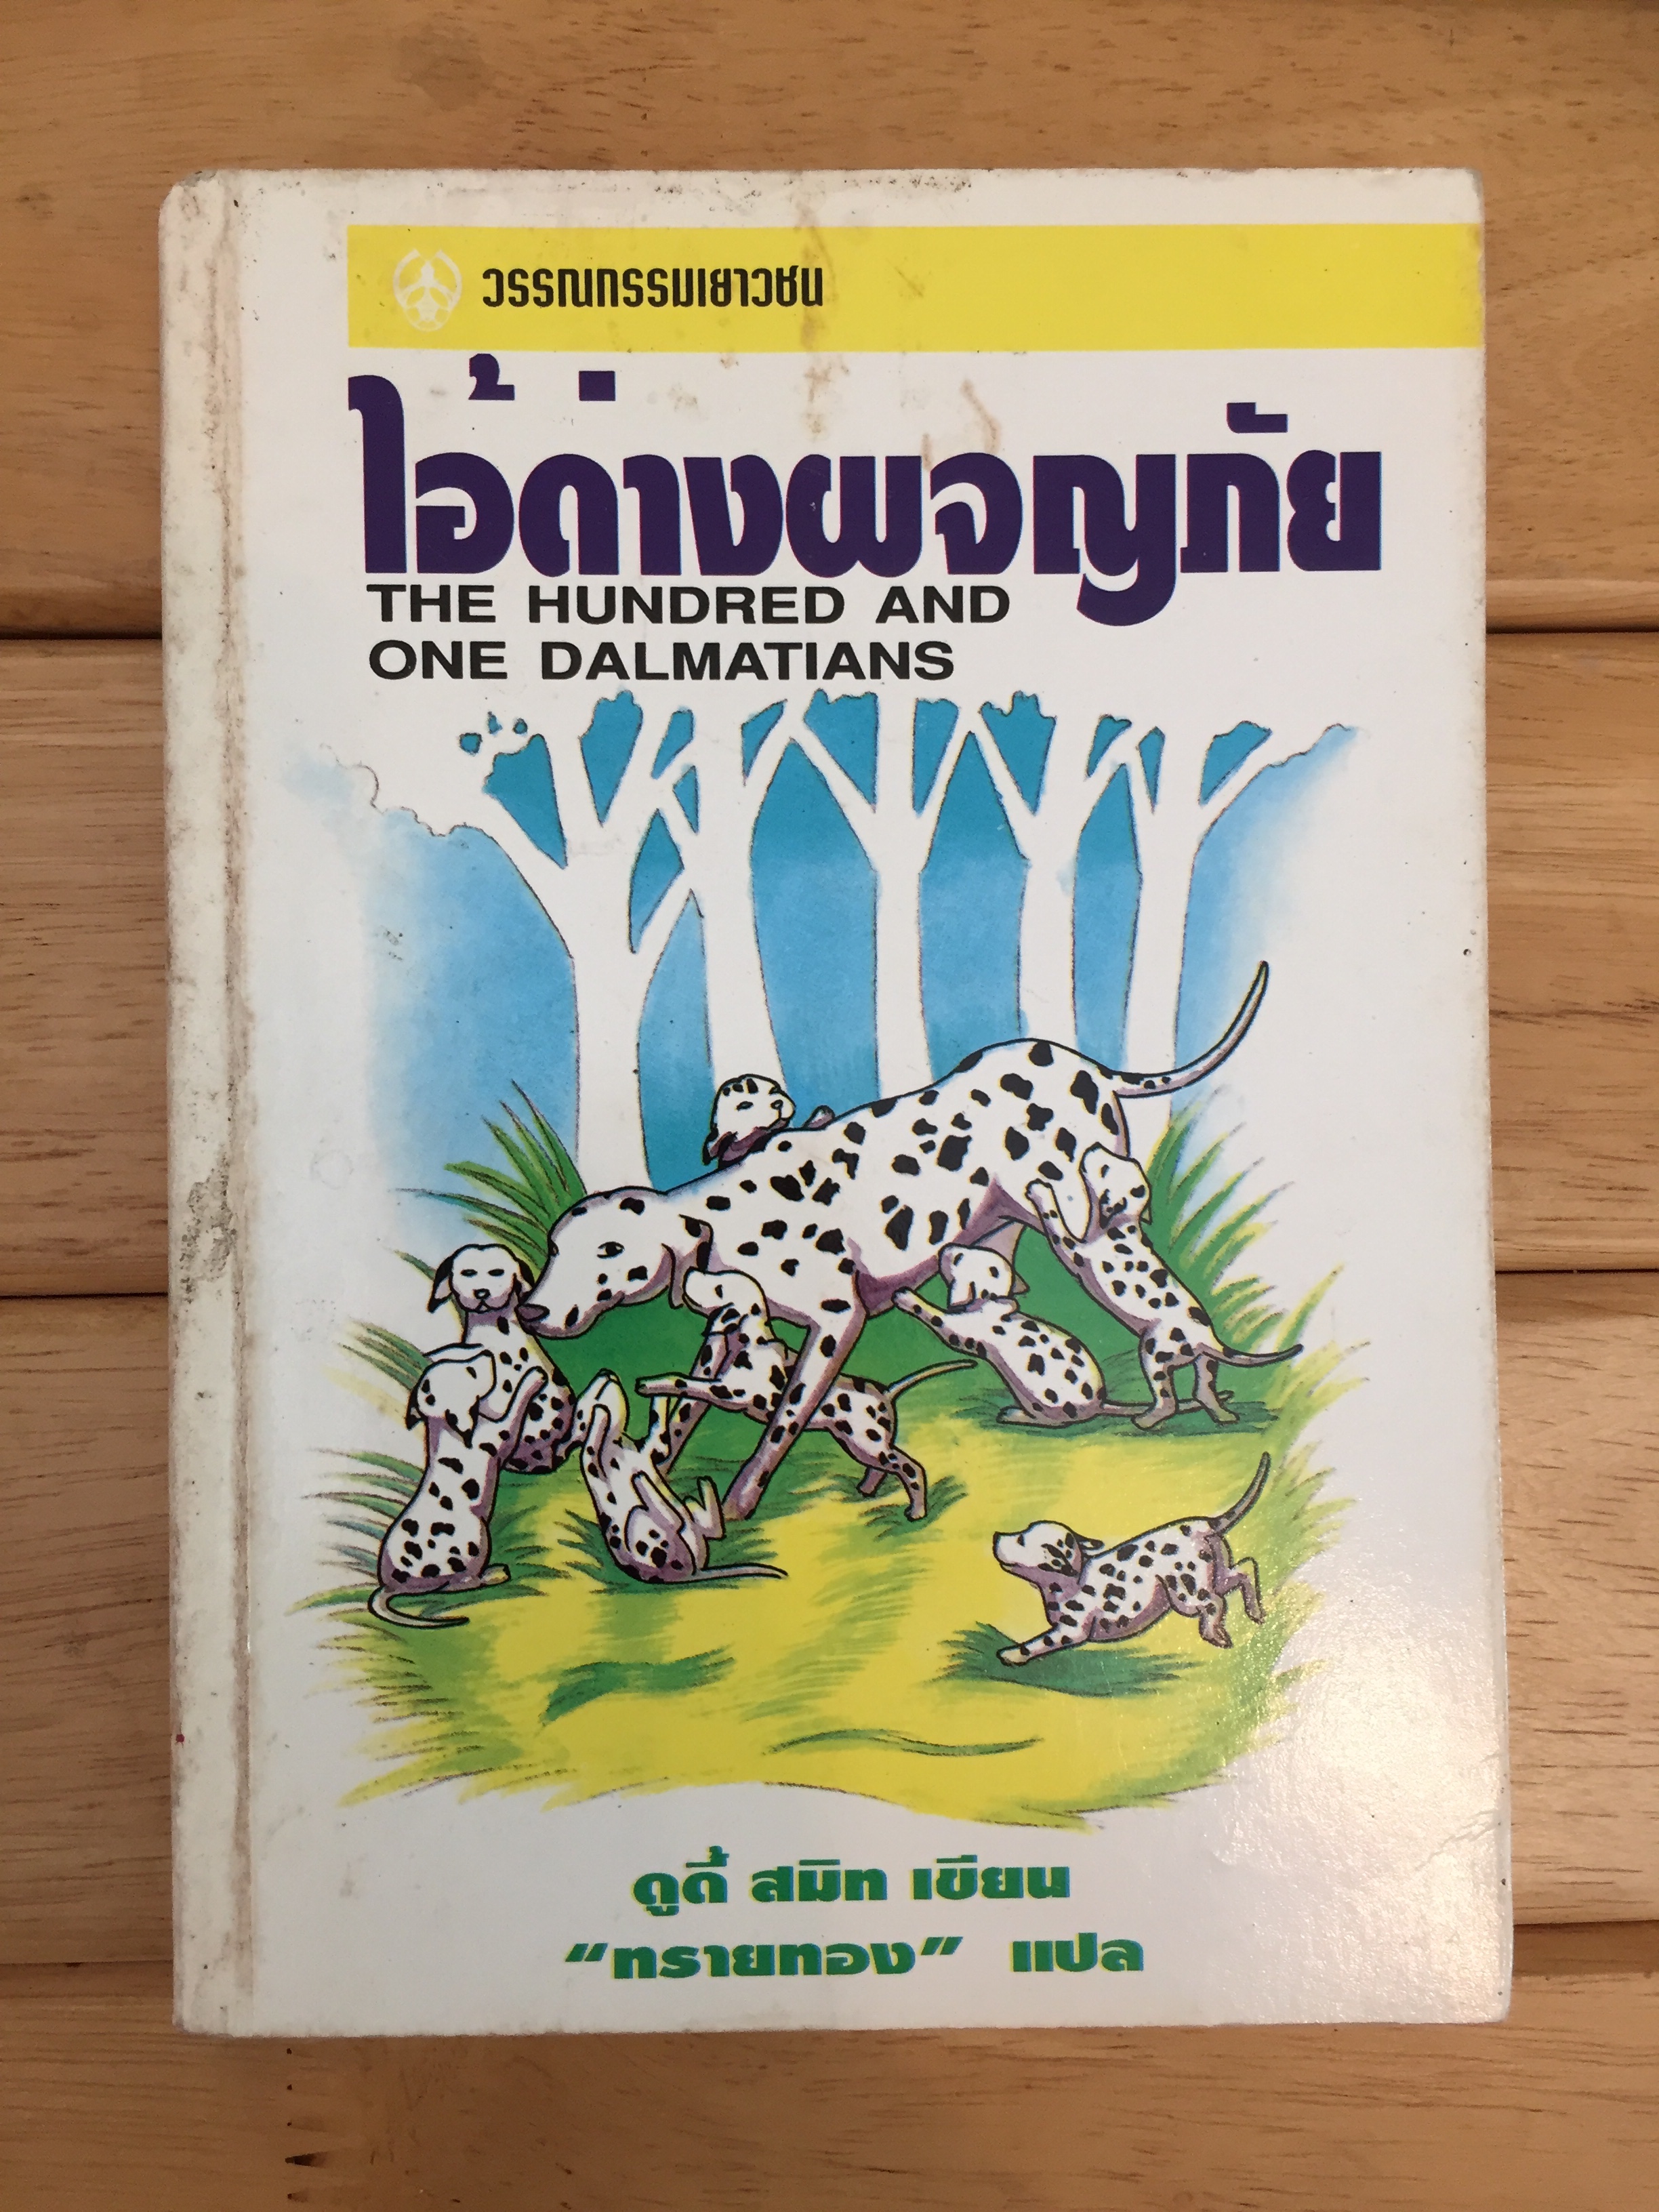 วรรณกรรมเยาวชน
ไอ้ด่างผจญภัย
THE HUNDRED AND
ONE DALMATIANS
ดูดี้ สมิท เขียน
“ทรายทอง” แปล